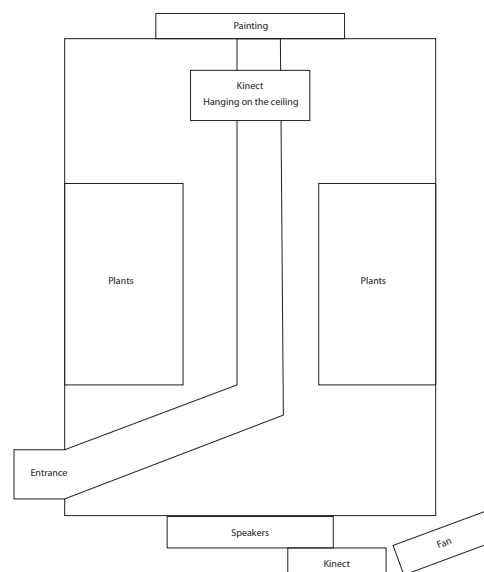 Painting
Kinect
Hanging on the ceiling
Plants
Plants
Entrance
Speakers
Fan
Kinect